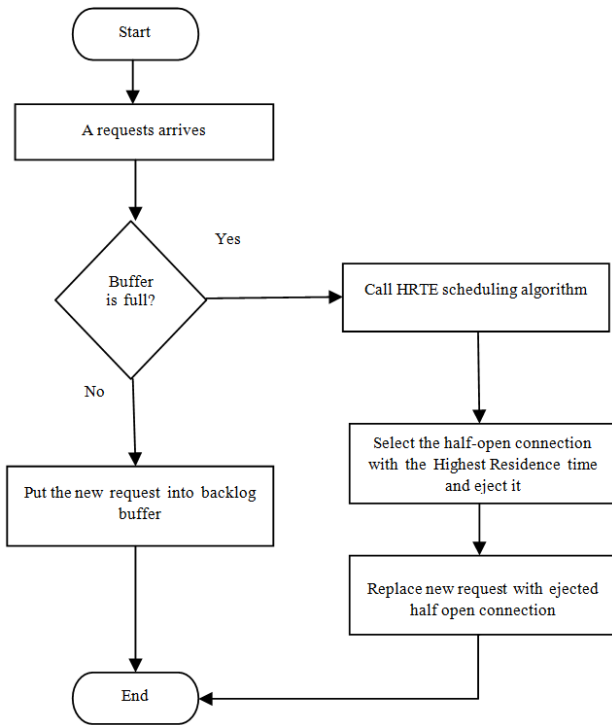 Start
A requests arrives
Yes
Buffer
is full?
Call HRTE scheduling algorithm
No
Select the half-open connection
with the Highest Residence time
and eject it
Put the new request into backlog
buffer
Replace new request with ejected
half open connection
End